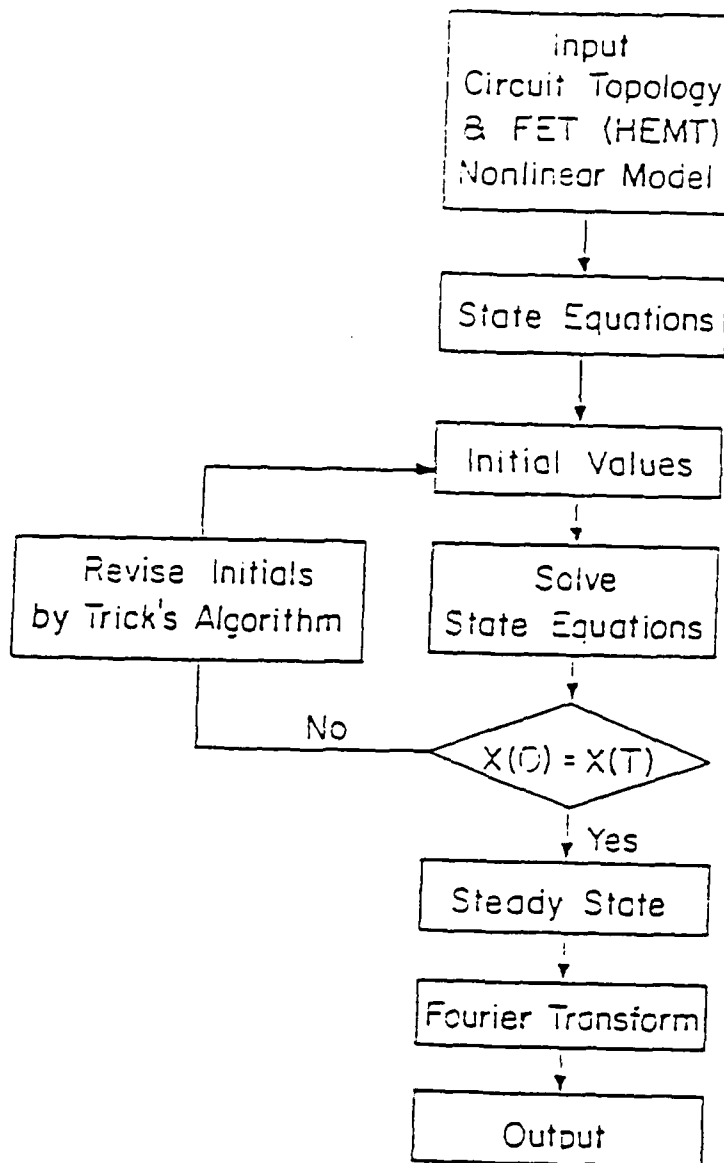 Input
Circuit Topology
& FET (HEMT)
Nonlinear Model
State Equations
Initial Values
Revise Initials
by Trick's Algorithm
Solve
State Equations
No
X(0) = X(T)
Yes
Steady State
Fourier Transform
Output